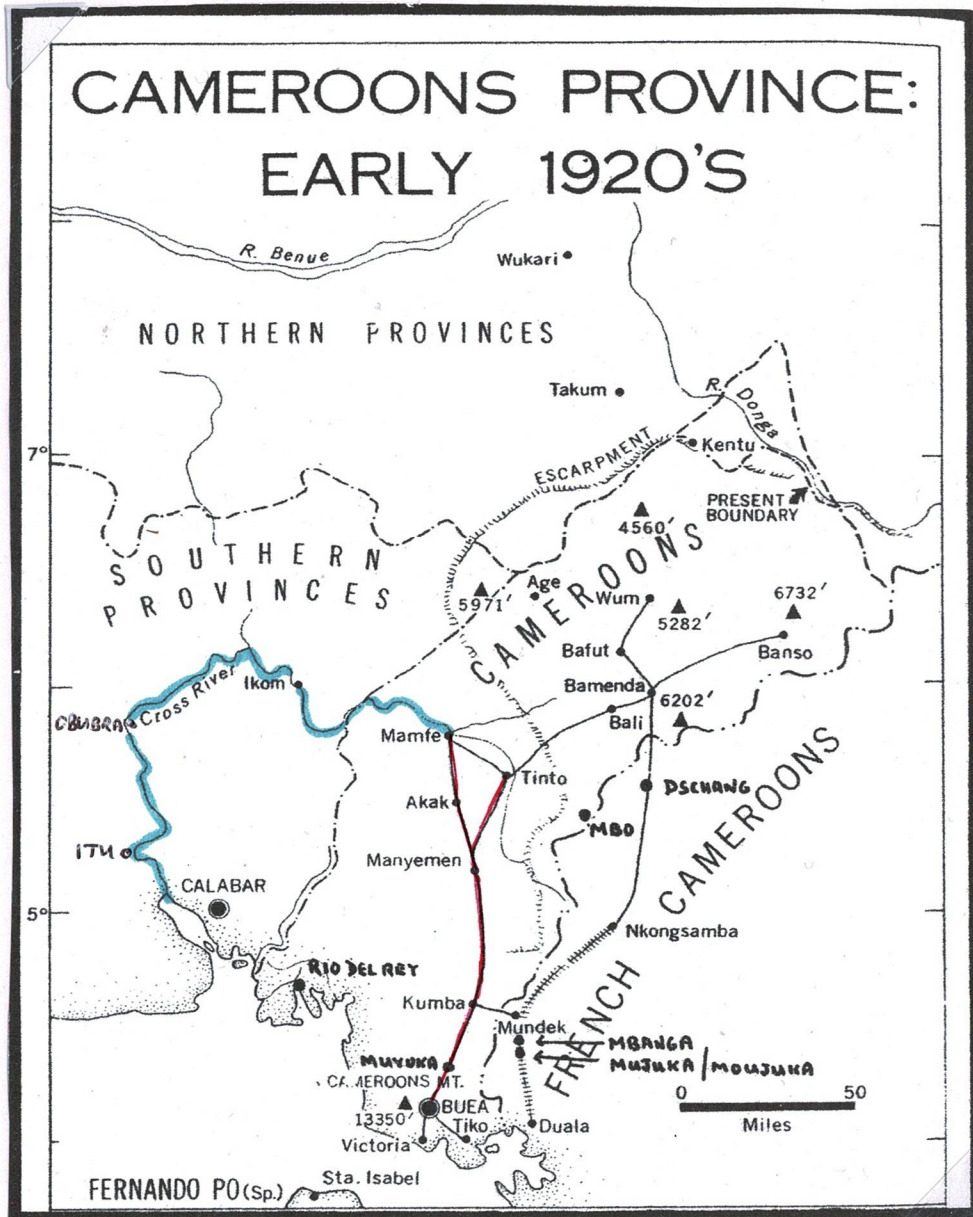 CAMEROONS PROVINCE:
EARLY 1920'S
R. Benue
Wukari
NORTHERN PROVINCES
Takum
R. Donga
7°
ESCARPMENT
Kentu
PRESENT
BOUNDARY
4560′
SOUTHERN
PROVINCES
CAMEROONS
5971′
Age
Wum
5282′
6732′
Bafut
Banso
Ikom
Cross River
OBUBRA
Bamenda
6202′
Bali
Mamfe
Tinto
DSCHANG
Akak
MBO
ITU
Manyemen
CALABAR
5°
FRENCH CAMEROONS
Nkongsamba
RIO DEL REY
Kumba
Mundek
MBANGA
MUJUKA/MOUJUKA
MUYUKA
CAMEROONS MT.
13350′
BUEA
0 50
Miles
Victoria
Tiko
Duala
FERNANDO PO (Sp.)
Sta. Isabel